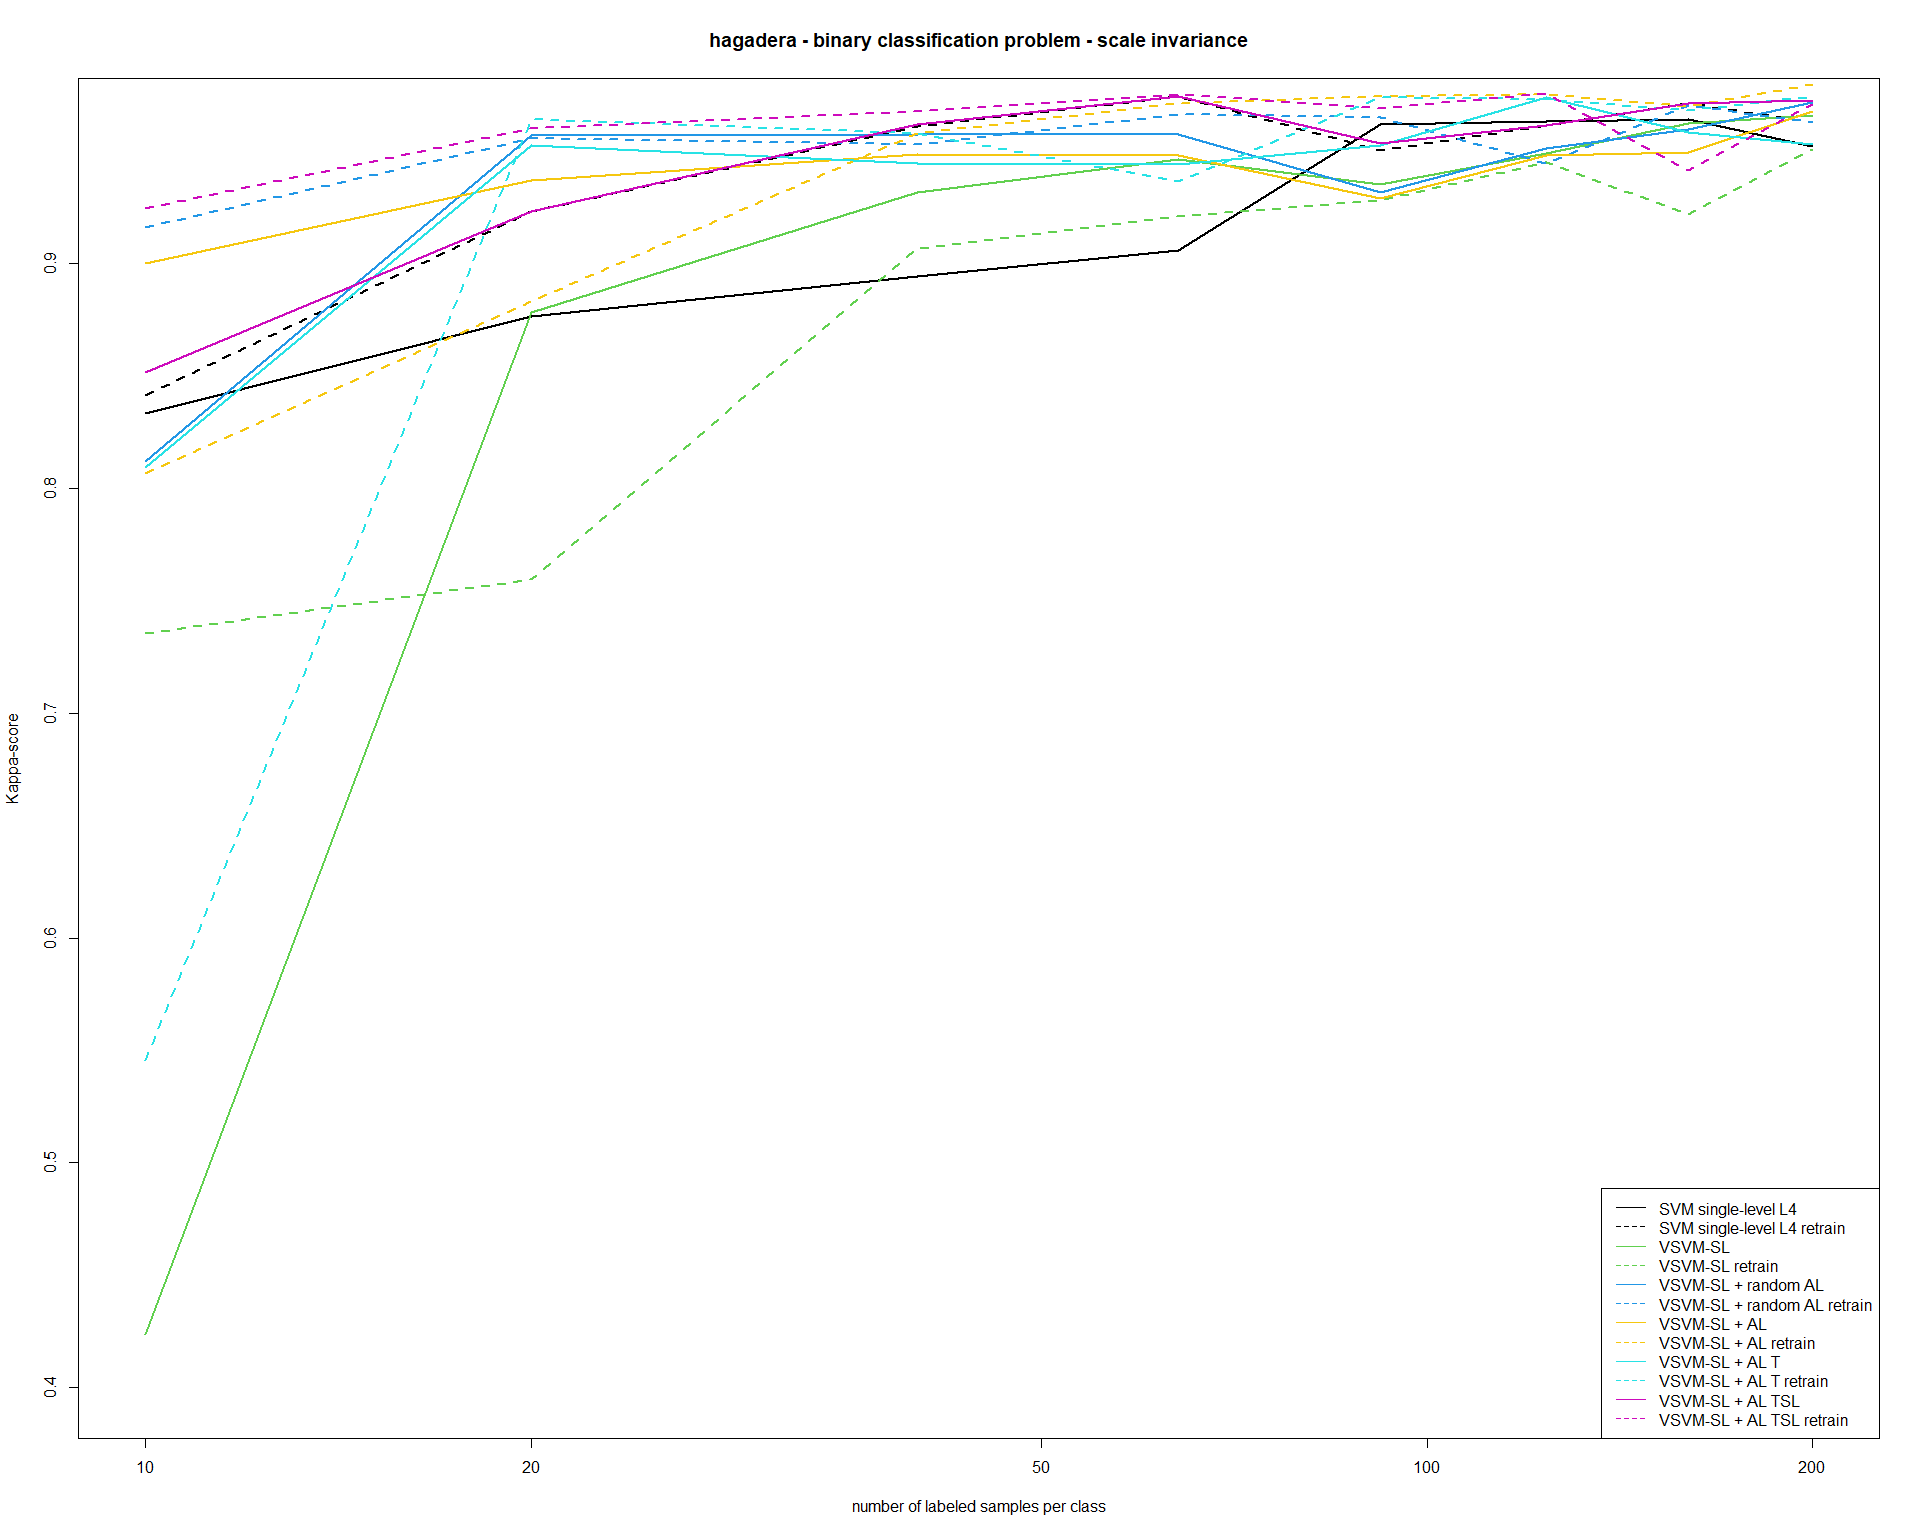 hagadera - binary classification problem - scale invariance
Kappa-score
0.9
0.8
0.7
0.6
0.5
0.4
SVM single-level L4
SVM single-level L4 retrain
VSVM-SL
VSVM-SL retrain
VSVM-SL + random AL
VSVM-SL + random AL retrain
VSVM-SL + AL
VSVM-SL + AL retrain
VSVM-SL + AL T
VSVM-SL + AL T retrain
VSVM-SL + AL TSL
VSVM-SL + AL TSL retrain
10 20 50 100 200
number of labeled samples per class